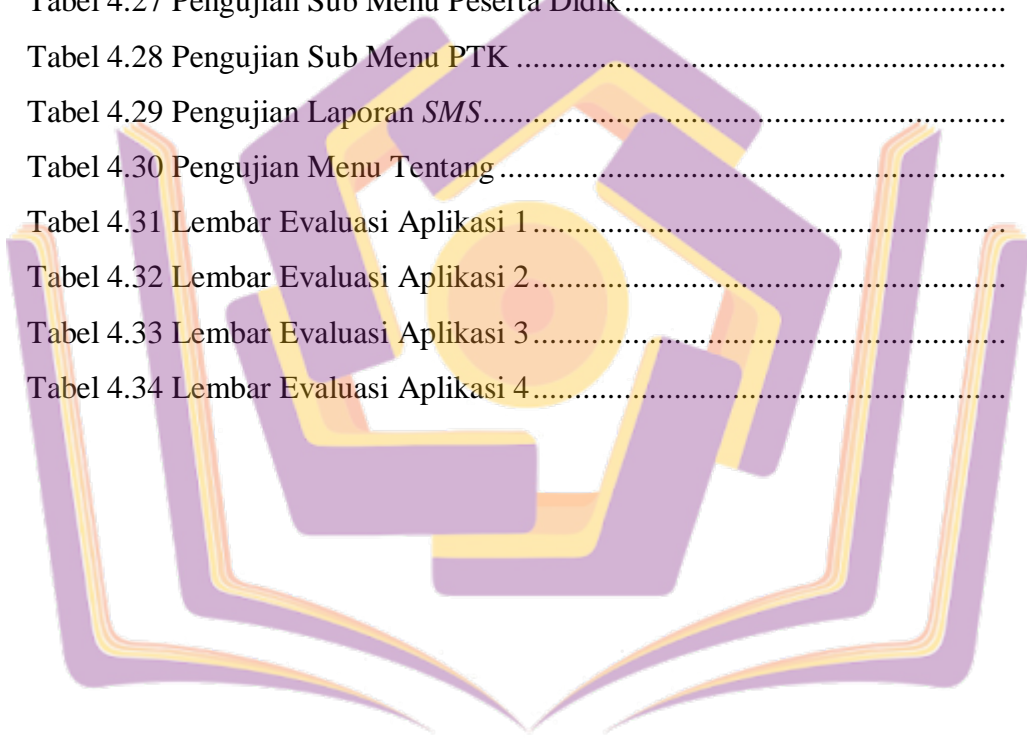 Tabel 4.27 Pengujian Sub Menu Peserta Didik................................................
Tabel 4.28 Pengujian Sub Menu PTK ..............................................................
Tabel 4.29 Pengujian Laporan SMS..................................................................
Tabel 4.30 Pengujian Menu Tentang ................................................................
Tabel 4.31 Lembar Evaluasi Aplikasi 1 ............................................................
Tabel 4.32 Lembar Evaluasi Aplikasi 2 ............................................................
Tabel 4.33 Lembar Evaluasi Aplikasi 3 ............................................................
Tabel 4.34 Lembar Evaluasi Aplikasi 4 ............................................................